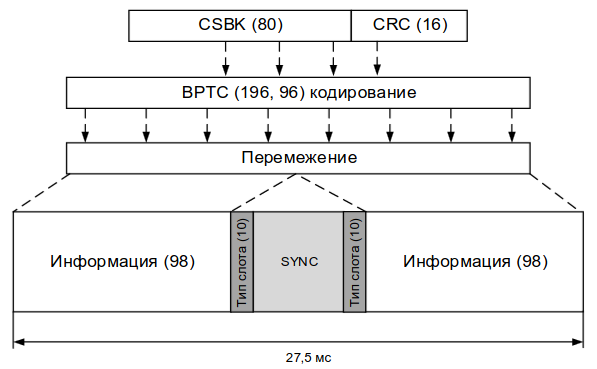 CSBK (80) CRC (16)
BPTC (196, 96) кодирование
Перемежение
Информация (98) Тип слота (10) SYNC Тип слота (10) Информация (98)
27,5 мс